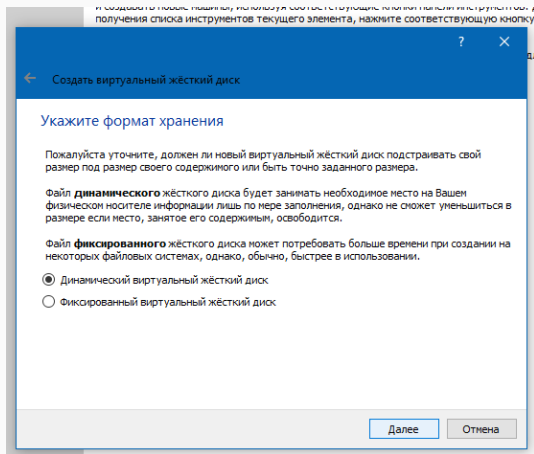 и создавать новые машины, используя соответствующие кнопки панели инструментов. Д
получения списка инструментов текущего элемента, нажмите соответствующую кнопку
?
Создать виртуальный жёсткий диск
Укажите формат хранения
Пожалуйста уточните, должен ли новый виртуальный жёсткий диск подстраивать свой
размер под размер своего содержимого или быть точно заданного размера.
Файл динамического жёсткого диска будет занимать необходимое место на Вашем
физическом носителе информации лишь по мере заполнения, однако не сможет уменьшиться в
размере если место, занятое его содержимым, освободится.
Файл фиксированного жёсткого диска может потребовать больше времени при создании на
некоторых файловых системах, однако, обычно, быстрее в использовании.
Динамический виртуальный жёсткий диск
Фиксированный виртуальный жёсткий диск
Далее
Отмена